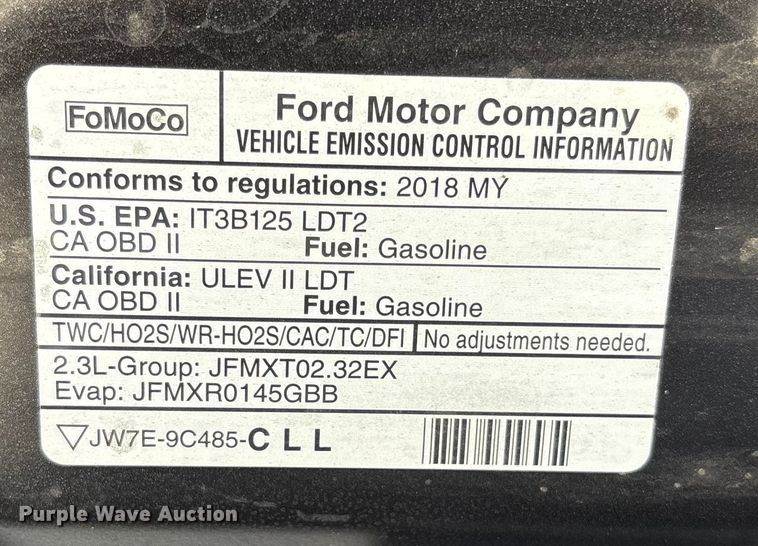 FoMoCo
Ford Motor Company
VEHICLE EMISSION CONTROL INFORMATION
Conforms to regulations: 2018 MY
U.S. EPA: IT3B125 LDT2
CA OBD II Fuel: Gasoline
California: ULEV II LDT
CA OBD II Fuel: Gasoline
TWC/HO2S/WR-HO2S/CAC/TC/DFI No adjustments needed.
2.3L-Group: JFMXT02.32EX
Evap: JFMXR0145GBB
JW7E-9C485-C L L
Purple Wave Auction